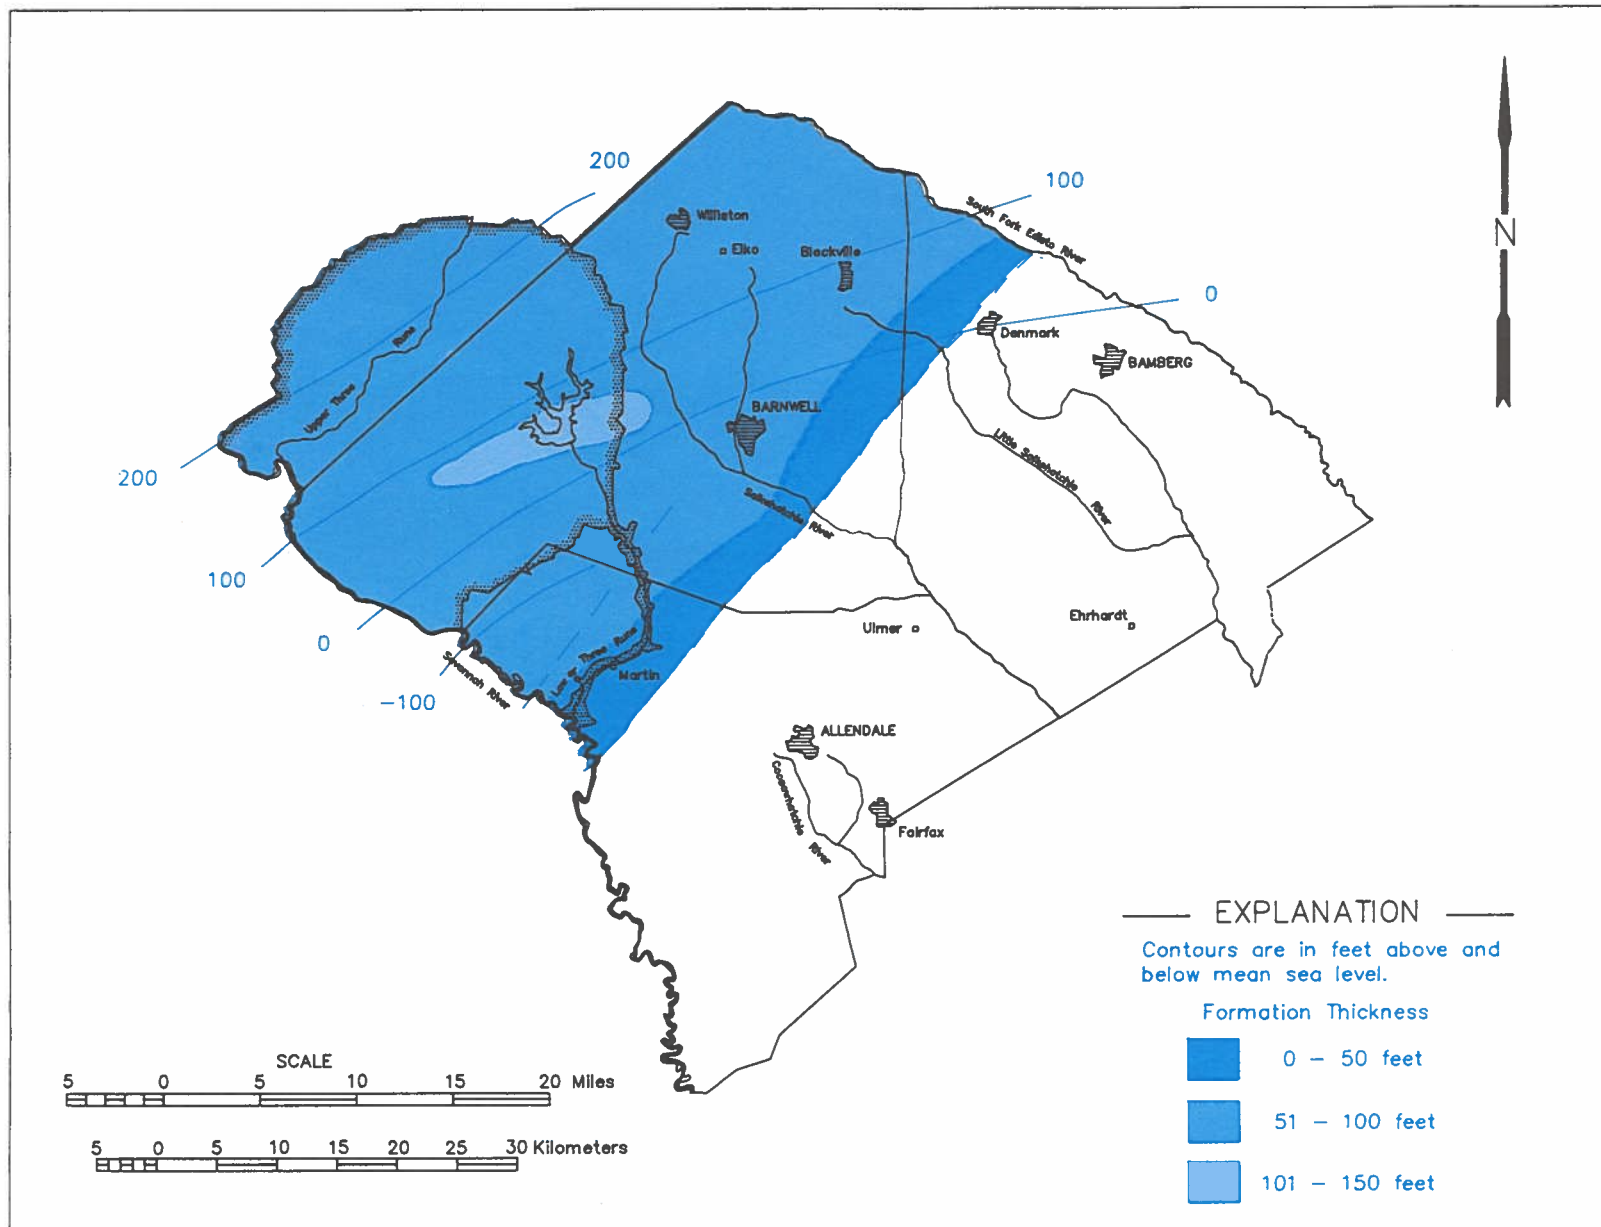 200
100
South Fork Edisto River
N
Williston
Elko
Blackville
0
Denmark
BAMBERG
Upper Three Runs
BARNWELL
Little Salkehatchie River
200
Salkehatchie River
100
0
Ulmer
Ehrhardt
Lower Three Runs
Savannah River
Martin
-100
ALLENDALE
Coosawhatchie River
Fairfax
EXPLANATION
Contours are in feet above and
below mean sea level.
Formation Thickness
0 - 50 feet
51 - 100 feet
101 - 150 feet
SCALE
5 0 5 10 15 20 Miles
5 0 5 10 15 20 25 30 Kilometers